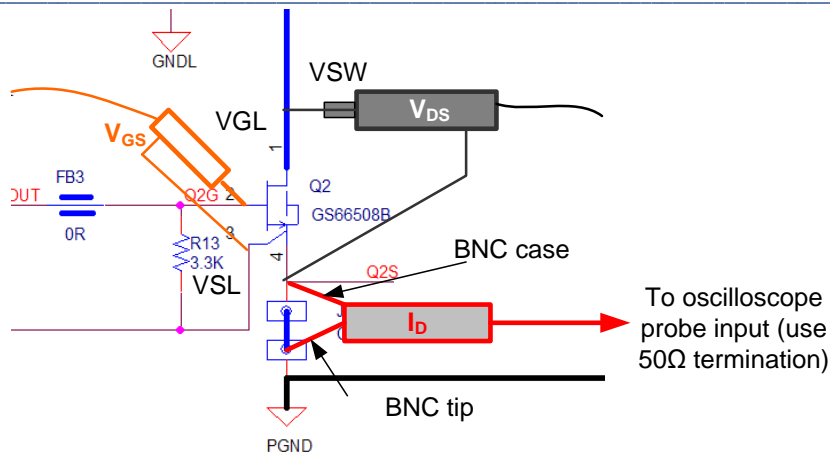 GNDL
VSW
VDS
VGL
VGS
1
FB3
OUT
Q2G
2
Q2
GS66508B
0R
R13
3.3K
3
4
VSL
Q2S
BNC case
ID
To oscilloscope
probe input (use
50Ω termination)
BNC tip
PGND